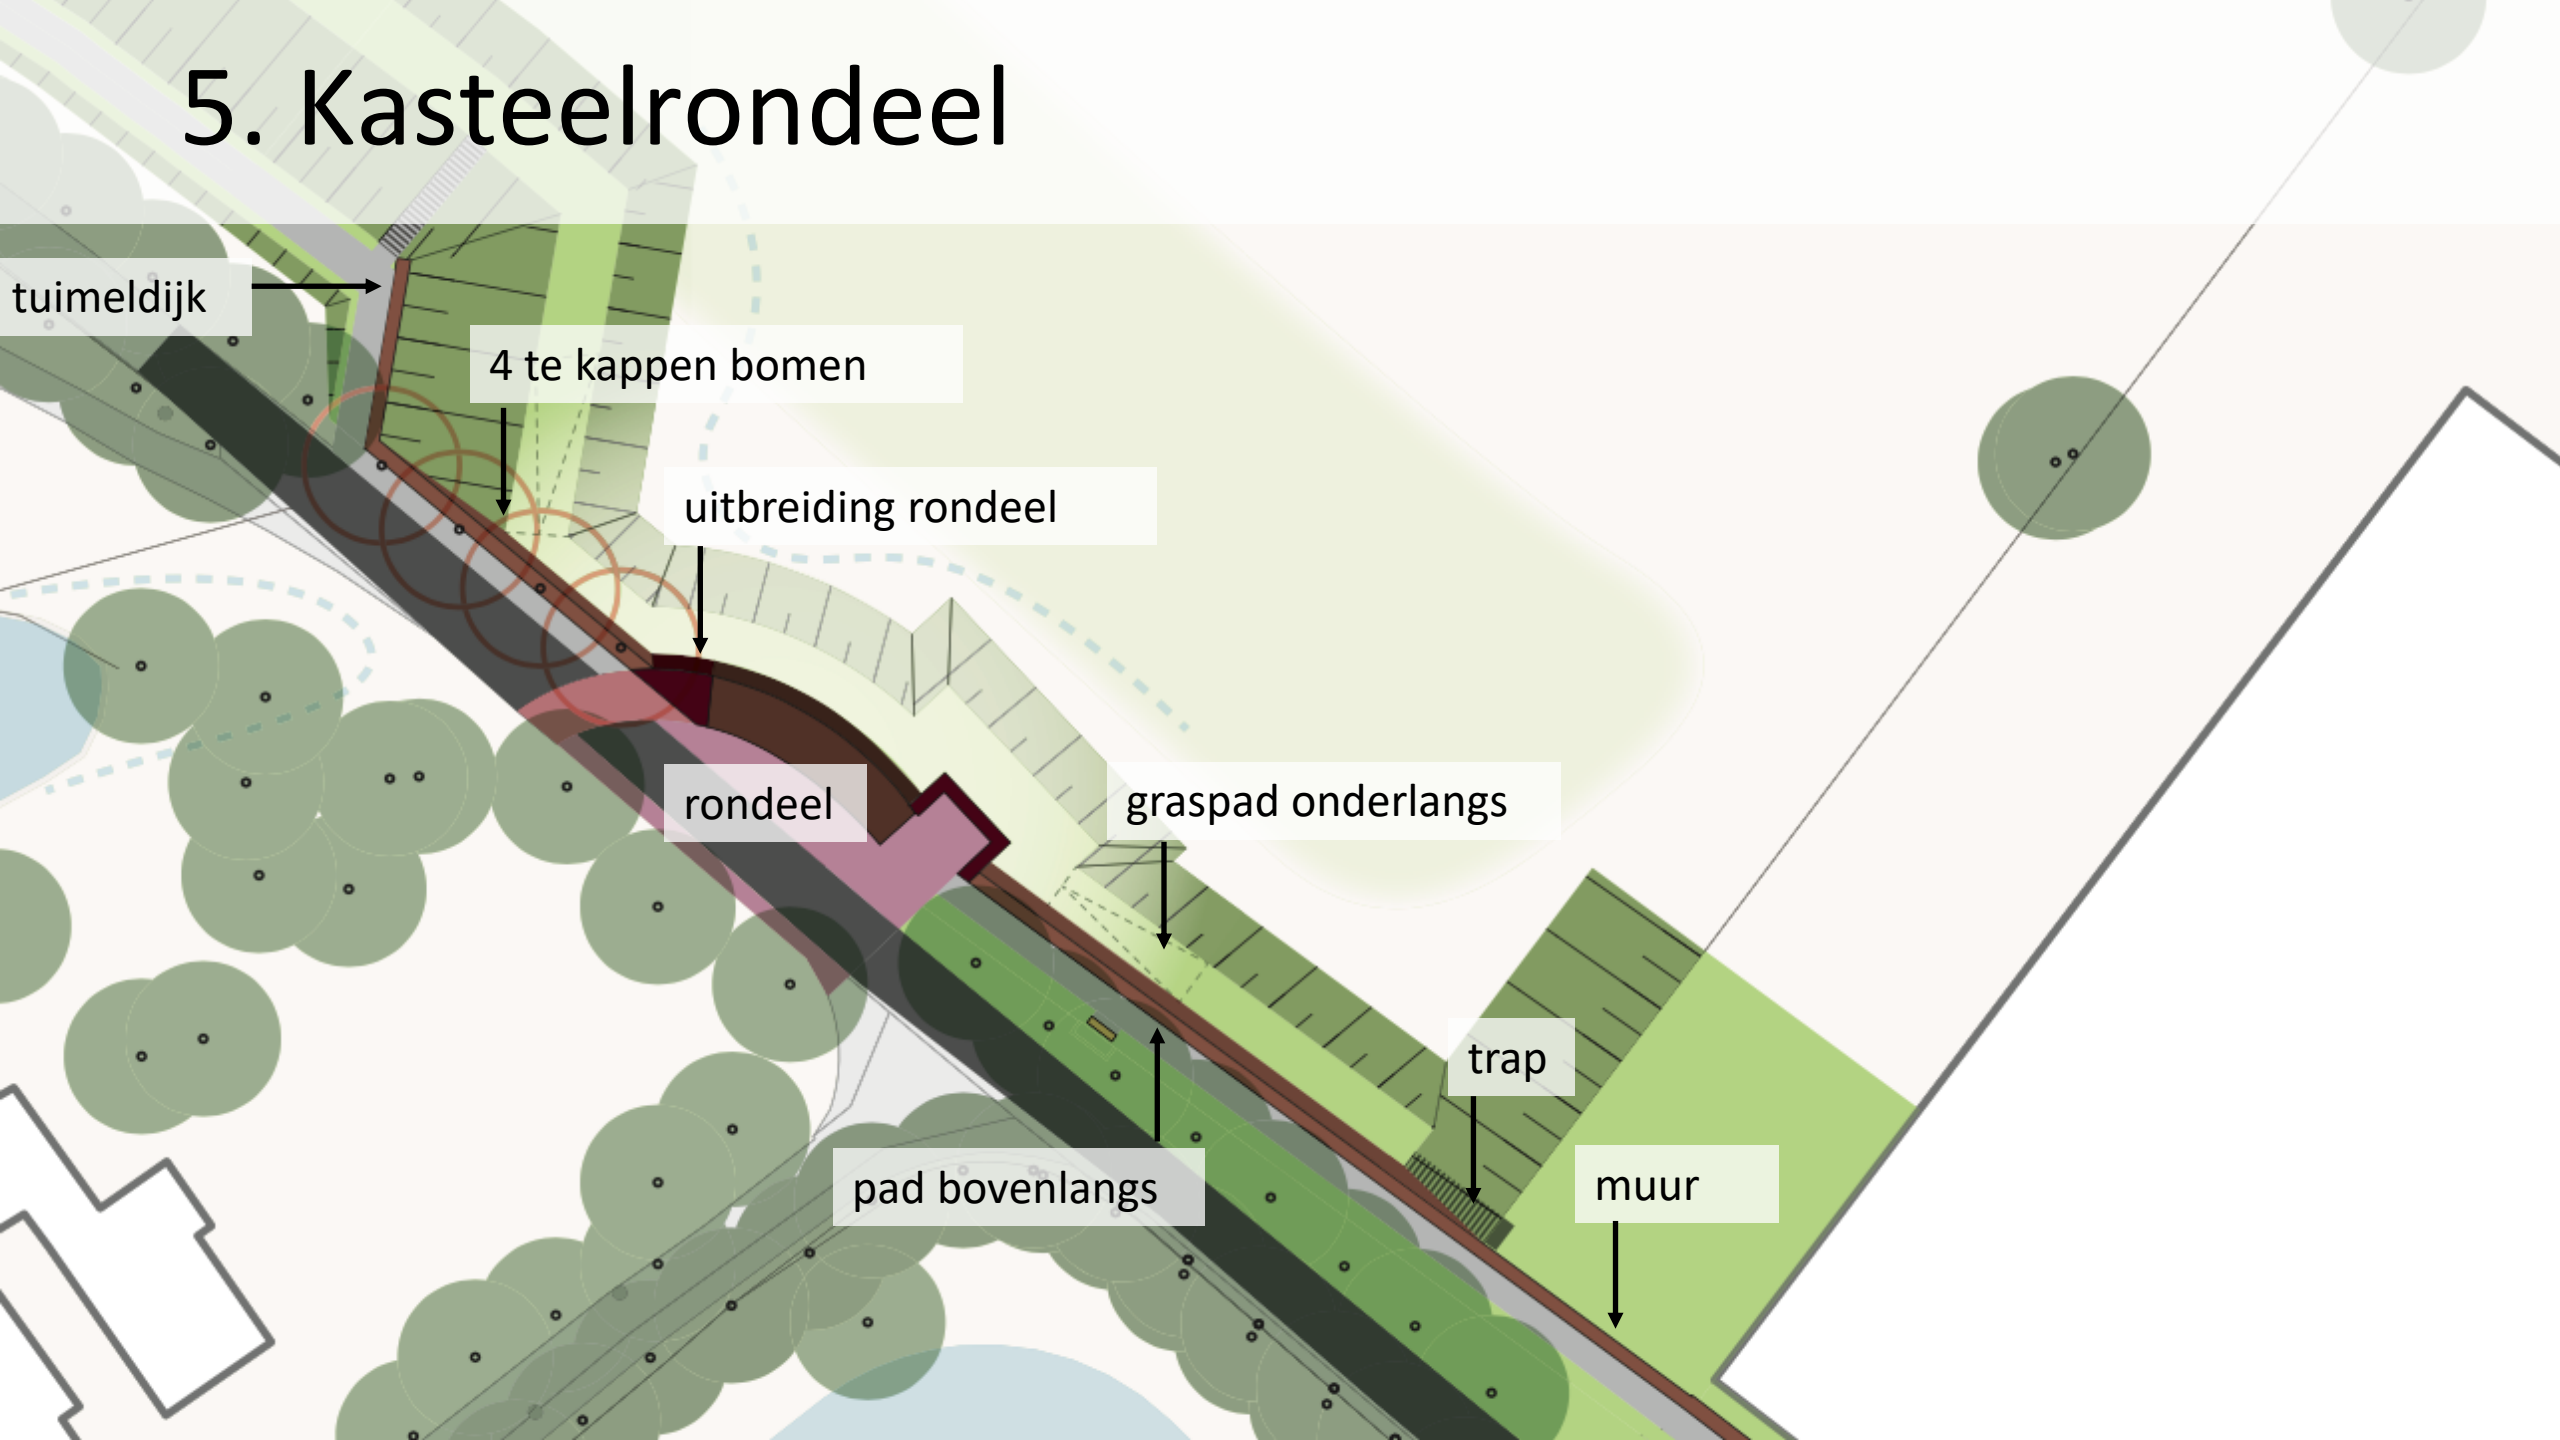 5. Kasteelrondeel
tuimeldijk
4 te kappen bomen
uitbreiding rondeel
rondeel
graspad onderlangs
trap
pad bovenlangs
muur